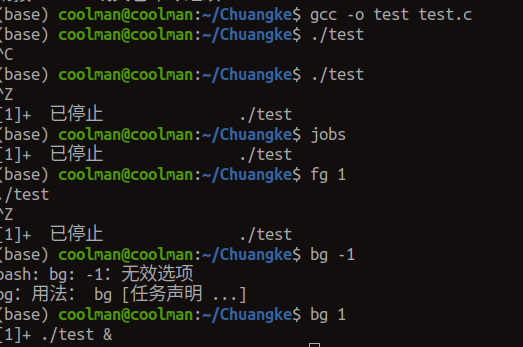 (base) coolman@coolman:~/Chuangke$ gcc -o test test.c
(base) coolman@coolman:~/Chuangke$ ./test
^C
(base) coolman@coolman:~/Chuangke$ ./test
^Z
[1]+ 已停止 ./test
(base) coolman@coolman:~/Chuangke$ jobs
[1]+ 已停止 ./test
(base) coolman@coolman:~/Chuangke$ fg 1
./test
^Z
[1]+ 已停止 ./test
(base) coolman@coolman:~/Chuangke$ bg -1
bash: bg: -1: 无效选项
bg: 用法: bg [任务声明 ...]
(base) coolman@coolman:~/Chuangke$ bg 1
[1]+ ./test &